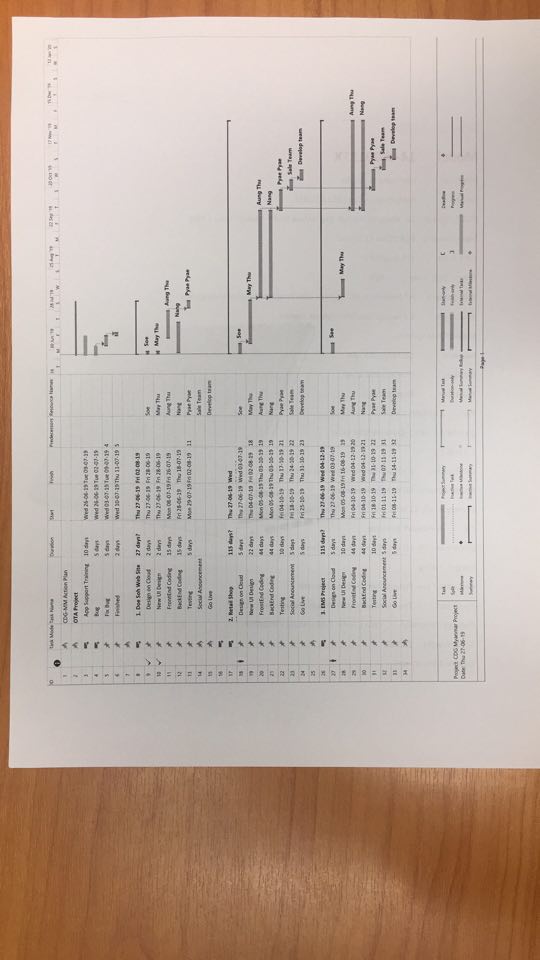 ID Task Mode Task Name Duration Start Finish Predecessors Resource Names 30 Jun '19 28 Jul '19 25 Aug '19 22 Sep '19 20 Oct '19 17 Nov '19 15 Dec '19 12 Jan '20
T M F T S W S T M F T S W S T M F T S W S
1 CDG-MM Action Plan
2 OTA Project
3 App Support Training 10 days Wed 26-06-19 Tue 09-07-19
4 Bug 5 days Wed 26-06-19 Tue 02-07-19
5 Fix Bug 5 days Wed 03-07-19 Tue 09-07-19 4
6 Finished 2 days Wed 10-07-19 Thu 11-07-19 5
7
8 1. Doe Soh Web Site 27 days? Thu 27-06-19 Fri 02-08-19
9 Design on Cloud 2 days Thu 27-06-19 Fri 28-06-19 Soe Soe
10 New UI Design 2 days Thu 27-06-19 Fri 28-06-19 May Thu May Thu
11 FrontEnd Coding 15 days Mon 08-07-19 Fri 26-07-19 Aung Thu Aung Thu
12 BackEnd Coding 15 days Fri 28-06-19 Thu 18-07-19 Nang Nang
13 Testing 5 days Mon 29-07-19 Fri 02-08-19 11 Pyae Pyae Pyae Pyae
14 Social Anouncement Sale Team
15 Go Live Develop team
16
17 2. Retail Shop 115 days? Thu 27-06-19 Wed
18 Design on Cloud 5 days Thu 27-06-19 Wed 03-07-19 Soe Soe
19 New UI Design 22 days Thu 04-07-19 Fri 02-08-19 18 May Thu May Thu
20 FrontEnd Coding 44 days Mon 05-08-19 Thu 03-10-19 19 Aung Thu Aung Thu
21 BackEnd Coding 44 days Mon 05-08-19 Thu 03-10-19 19 Nang Nang
22 Testing 10 days Fri 04-10-19 Thu 17-10-19 21 Pyae Pyae Pyae Pyae
23 Social Anouncement 5 days Fri 18-10-19 Thu 24-10-19 22 Sale Team Sale Team
24 Go Live 5 days Fri 25-10-19 Thu 31-10-19 23 Develop team Develop team
25
26 3. EMS Project 115 days? Thu 27-06-19 Wed 04-12-19
27 Design on Cloud 5 days Thu 27-06-19 Wed 03-07-19 Soe Soe
28 New UI Design 10 days Mon 05-08-19 Fri 16-08-19 19 May Thu May Thu
29 FrontEnd Coding 44 days Fri 04-10-19 Wed 04-12-19 20 Aung Thu Aung Thu
30 BackEnd Coding 44 days Fri 04-10-19 Wed 04-12-19 21 Nang Nang
31 Testing 10 days Fri 18-10-19 Thu 31-10-19 22 Pyae Pyae Pyae Pyae
32 Social Anouncement 5 days Fri 01-11-19 Thu 07-11-19 31 Sale Team Sale Team
33 Go Live 5 days Fri 08-11-19 Thu 14-11-19 32 Develop team Develop team
34
Project: CDG Myanmar Project
Date: Thu 27-06-19
Task Project Summary Manual Task Start-only Deadline
Split Inactive Task Duration-only Finish-only Progress
Milestone Inactive Milestone Manual Summary Rollup External Tasks Manual Progress
Summary Inactive Summary Manual Summary External Milestone
Page 1